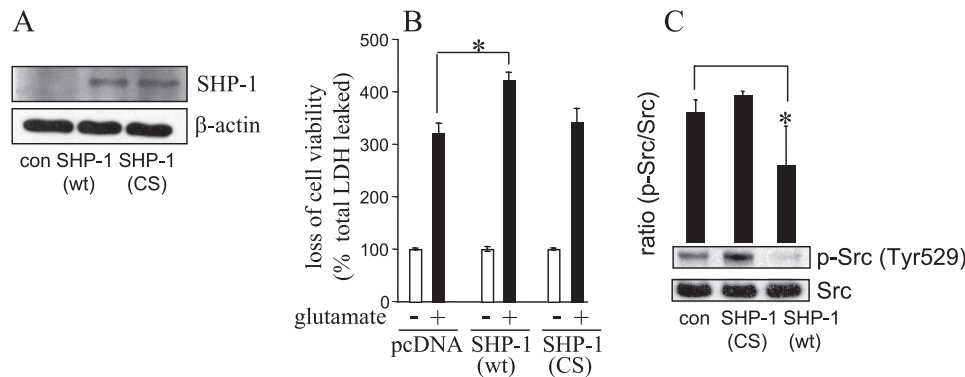 A
SHP-1
β-actin
con SHP-1 SHP-1
(wt) (CS)
B
loss of cell viability
(% total LDH leaked)
500
400
300
200
100
0
*
glutamate - + - + - +
pcDNA SHP-1 SHP-1
(wt) (CS)
C
ratio (p-Src/Src)
*
p-Src (Tyr529)
Src
con SHP-1 SHP-1
(CS) (wt)